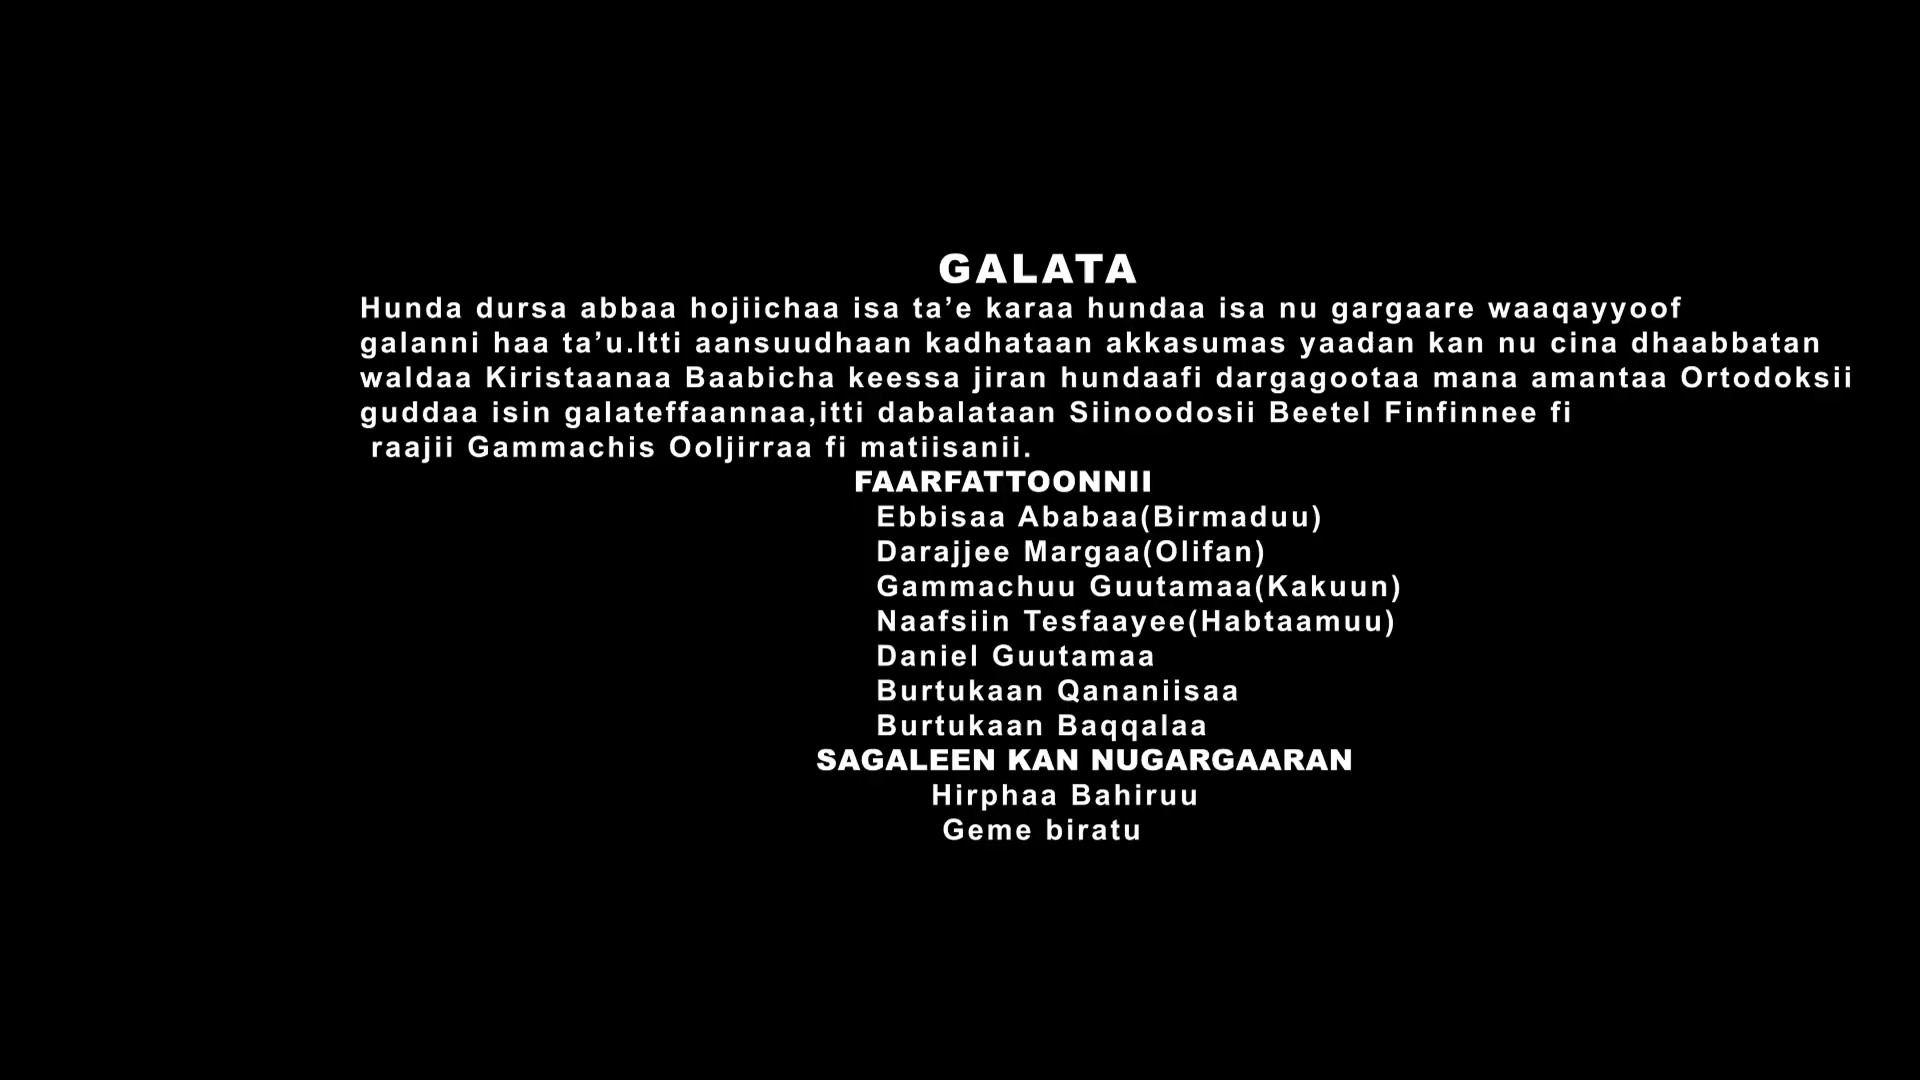 GALATA
Hunda dursa abbaa hojiichaa isa ta’e karaa hundaa isa nu gargaare waaqayyoof
galanni haa ta’u.Itti aansuudhaan kadhataan akkasumas yaadan kan nu cina dhaabbatan
waldaa Kiristaanaa Baabicha keessa jiran hundaafi dargagootaa mana amantaa Ortodoksii
guddaa isin galateffaannaa,itti dabalataan Siinoodosii Beetel Finfinnee fi
raajii Gammachis Ooljirraa fi matiisanii.
FAARFATTOONNII
Ebbisaa Ababaa(Birmaduu)
Darajjee Margaa(Olifan)
Gammachuu Guutamaa(Kakuun)
Naafsiin Tesfaayee(Habtaamuu)
Daniel Guutamaa
Burtukaan Qananiisaa
Burtukaan Baqqalaa
SAGALEEN KAN NUGARGAARAN
Hirphaa Bahiruu
Geme biratu